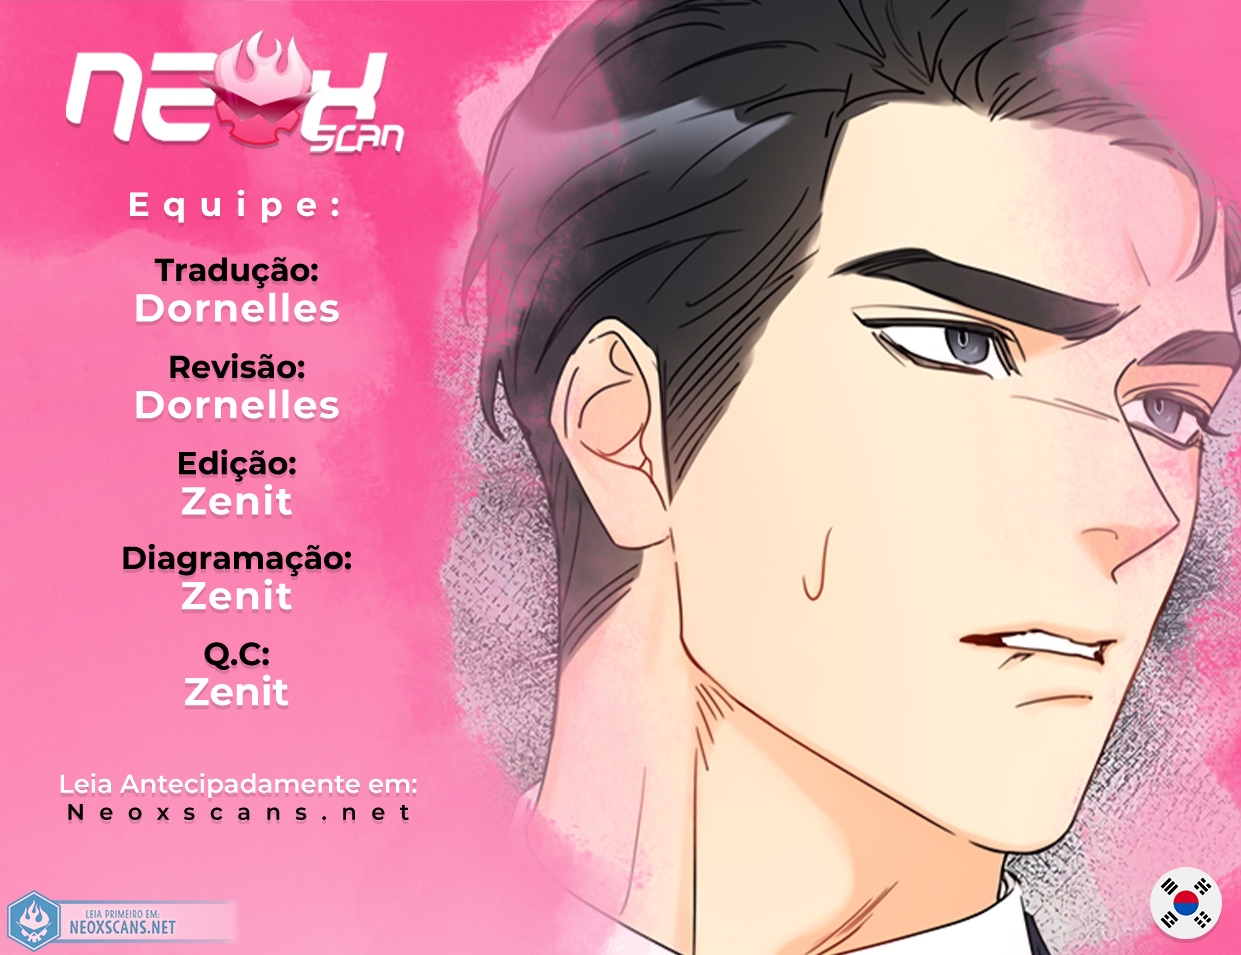 NEOX
SCAN
Equipe:
Tradução:
Dornelles
Revisão:
Dornelles
Edição:
Zenit
Diagramação:
Zenit
Q.C:
Zenit
Leia Antecipadamente em:
Neoxscans.net
LEIA PRIMEIRO EM:
NEOXSCANS.NET